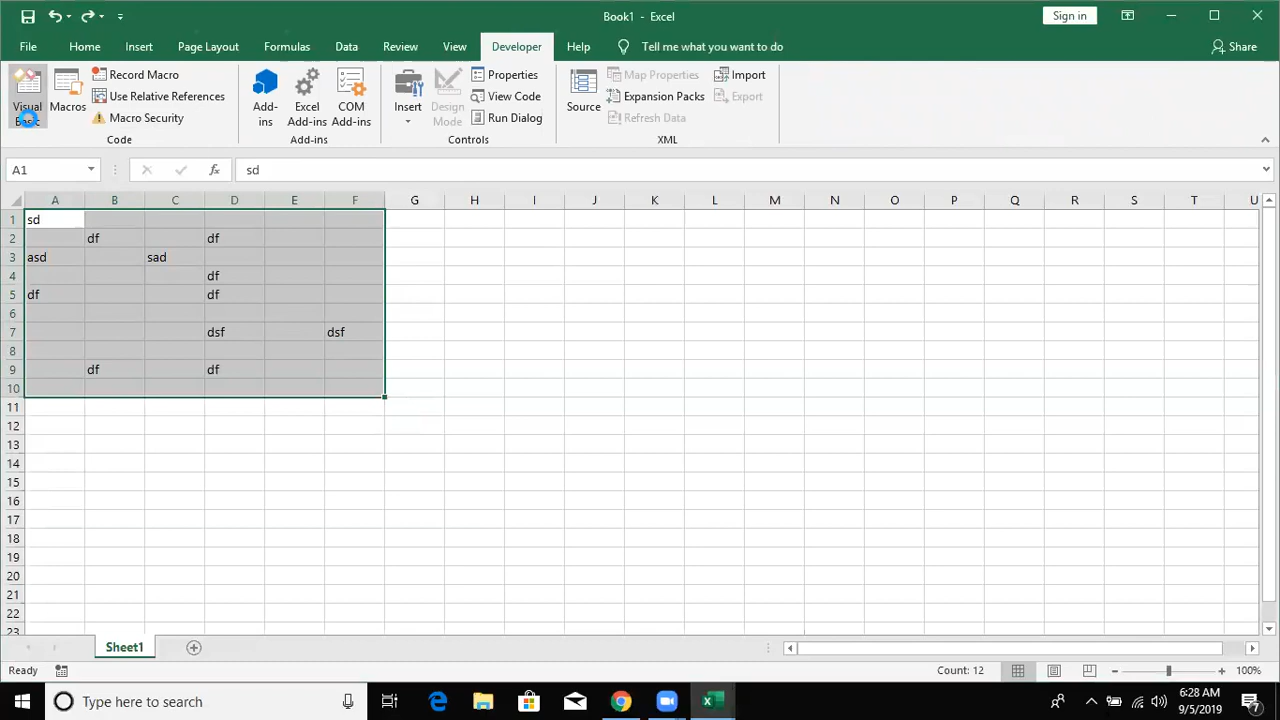 Book1 - Excel
Sign in
File Home Insert Page Layout Formulas Data Review View Developer Help Tell me what you want to do Share
Visual Basic
Macros
Record Macro
Use Relative References
Macro Security
Code
Add-ins
Excel Add-ins
COM Add-ins
Add-ins
Insert
Design Mode
Properties
View Code
Run Dialog
Controls
Source
Map Properties
Expansion Packs
Refresh Data
Import
Export
XML
A1 fx sd
A B C D E F G H I J K L M N O P Q R S T U
1 sd
2 df df
3 asd sad
4 df
5 df df
6
7 dsf dsf
8
9 df df
10
11
12
13
14
15
16
17
18
19
20
21
22
23
Sheet1
Ready Count: 12 100%
Type here to search
6:28 AM
9/5/2019
7